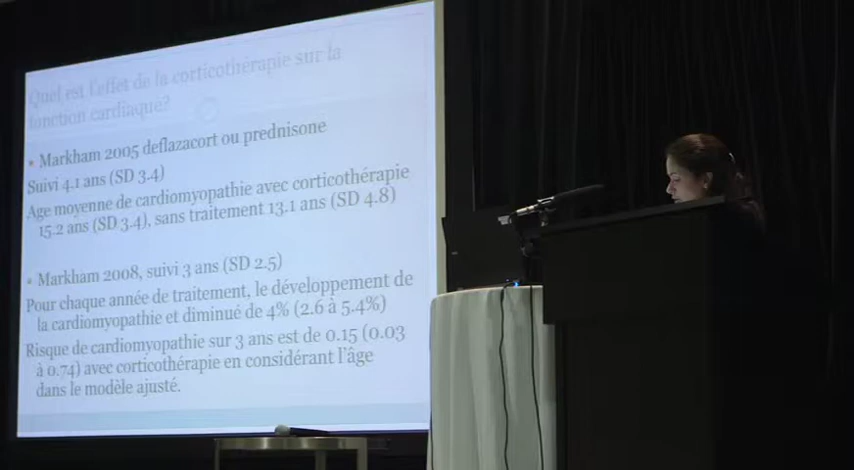 Quel est l'effet de la corticothérapie sur la
fonction cardiaque?
Markham 2005 deflazacort ou prednisone
Suivi 4.1 ans (SD 3.4)
Age moyenne de cardiomyopathie avec corticothérapie
15.2 ans (SD 3.4), sans traitement 13.1 ans (SD 4.8)
Markham 2008, suivi 3 ans (SD 2.5)
Pour chaque année de traitement, le développement de
la cardiomyopathie et diminué de 4% (2.6 à 5.4%)
Risque de cardiomyopathie sur 3 ans est de 0.15 (0.03
à 0.74) avec corticothérapie en considérant l'âge
dans le modèle ajusté.